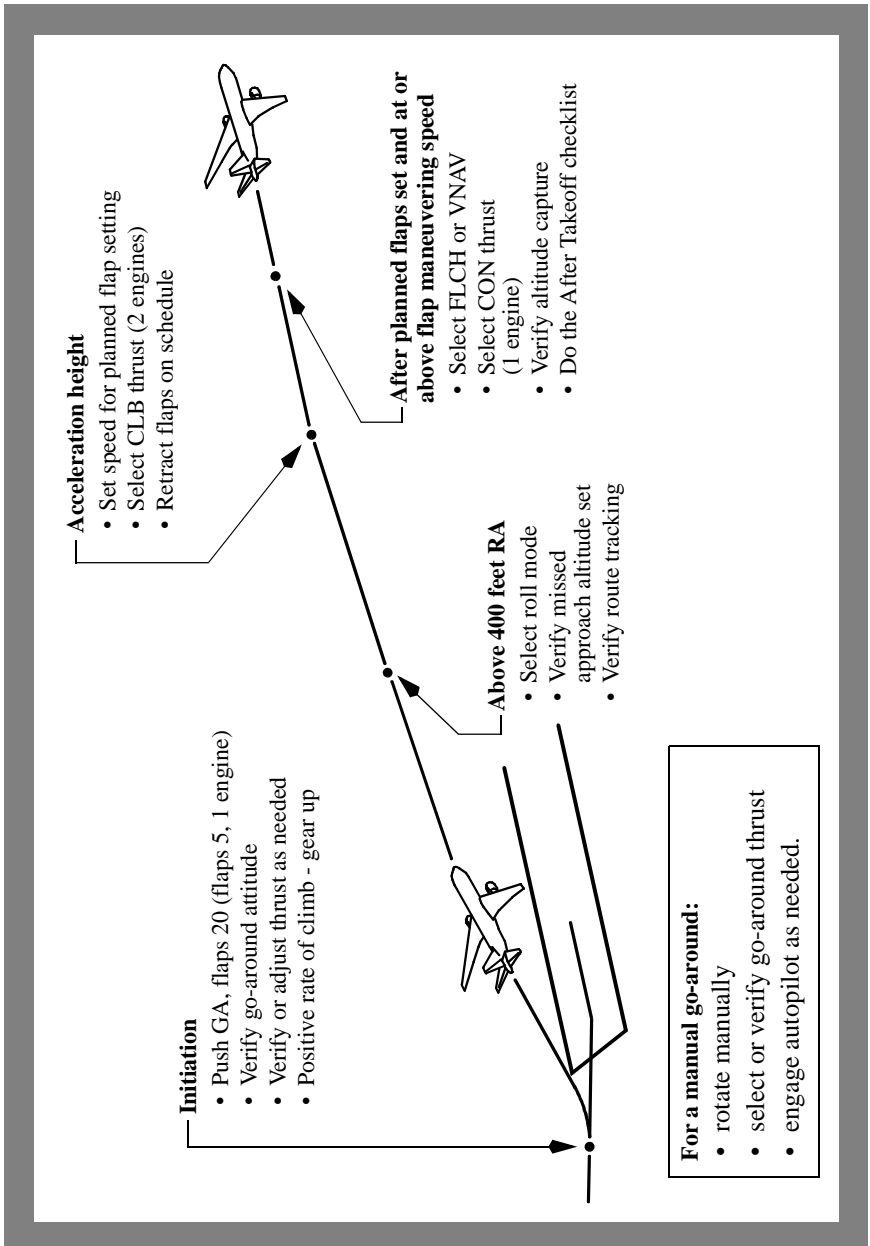 Initiation
• Push GA, flaps 20 (flaps 5, 1 engine)
• Verify go-around attitude
• Verify or adjust thrust as needed
• Positive rate of climb - gear up
Above 400 feet RA
• Select roll mode
• Verify missed
approach altitude set
• Verify route tracking
Acceleration height
• Set speed for planned flap setting
• Select CLB thrust (2 engines)
• Retract flaps on schedule
After planned flaps set and at or
above flap maneuvering speed
• Select FLCH or VNAV
• Select CON thrust
(1 engine)
• Verify altitude capture
• Do the After Takeoff checklist
For a manual go-around:
• rotate manually
• select or verify go-around thrust
• engage autopilot as needed.